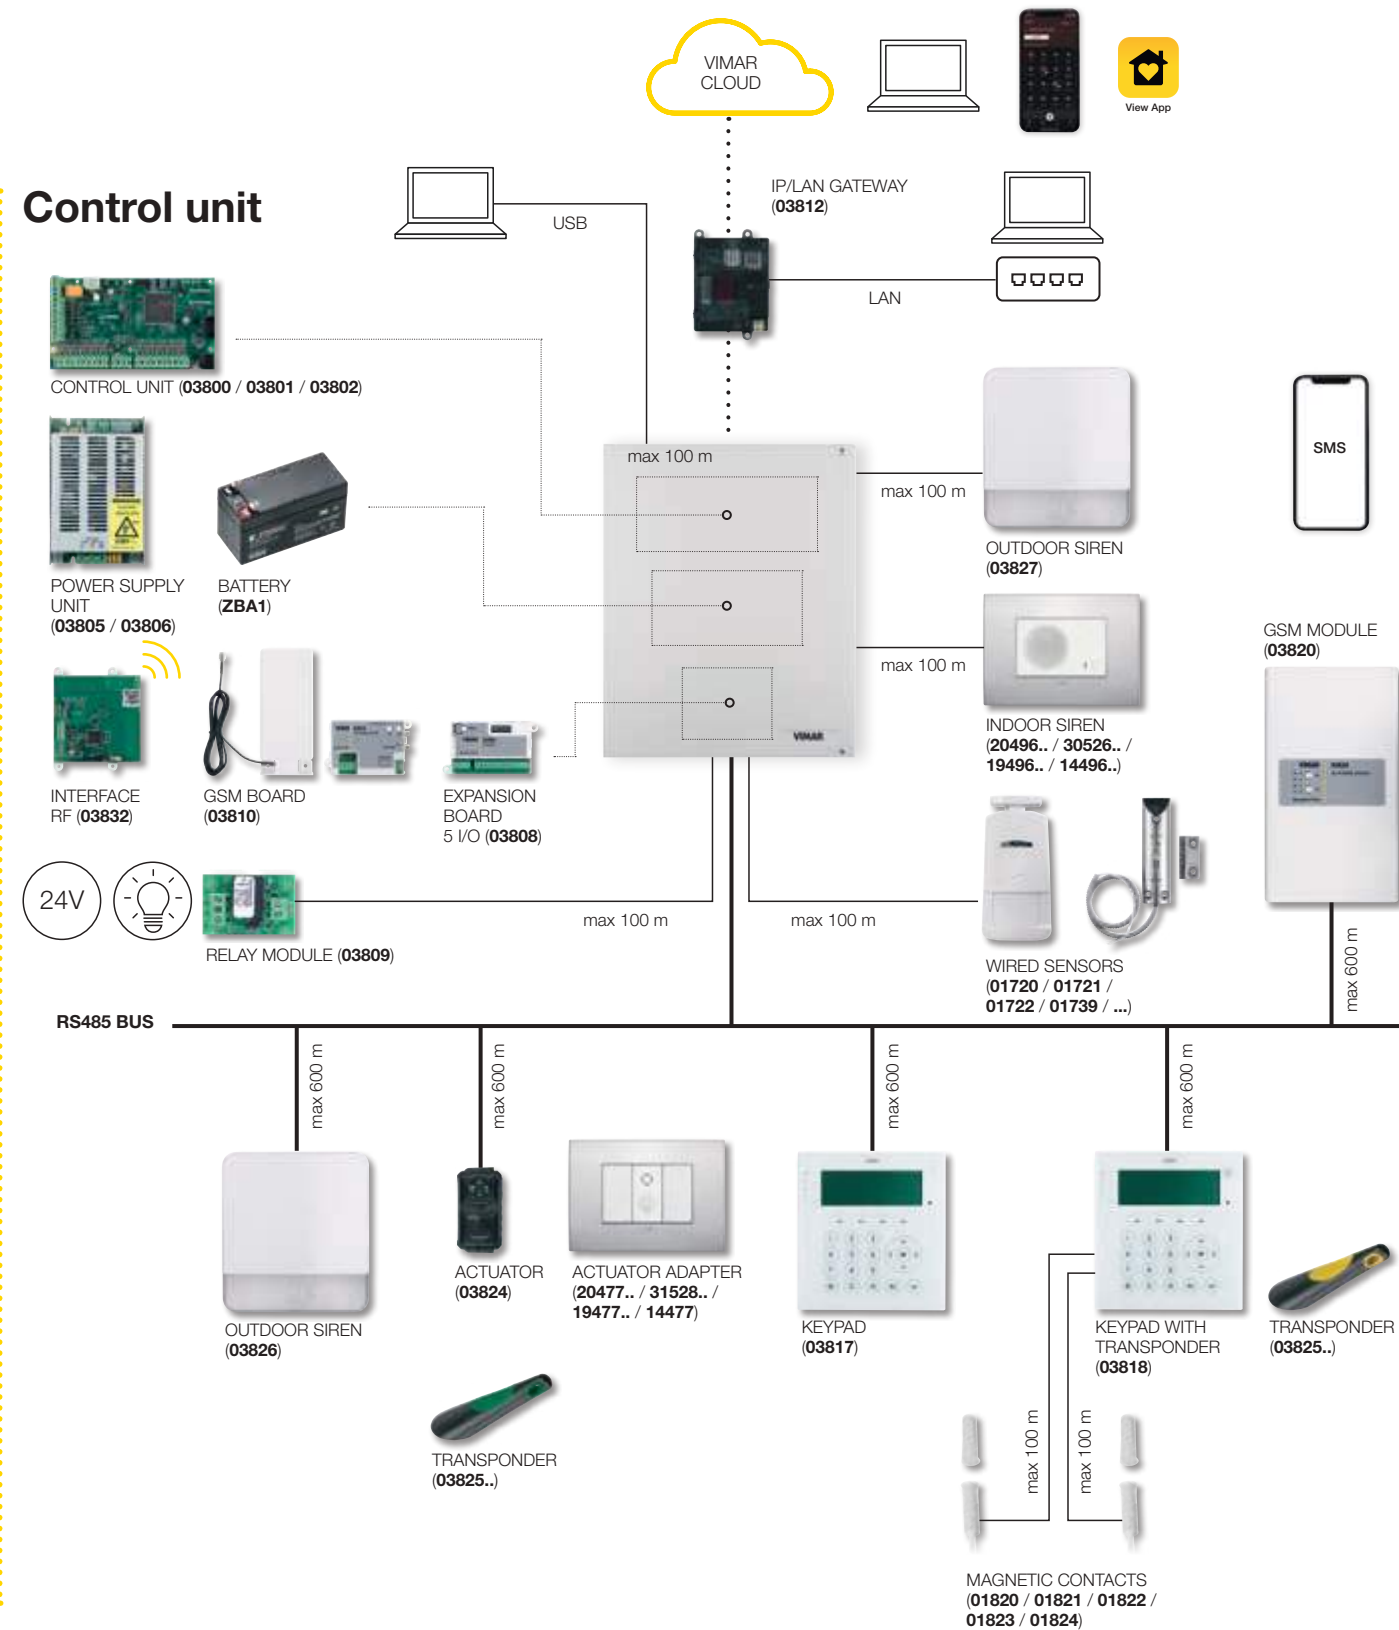 VIMAR
CLOUD
View App
IP/LAN GATEWAY
(03812)
Control unit
USB
LAN
CONTROL UNIT (03800 / 03801 / 03802)
max 100 m
max 100 m
SMS
OUTDOOR SIREN
(03827)
POWER SUPPLY
UNIT
(03805 / 03806)
BATTERY
(ZBA1)
max 100 m
GSM MODULE
(03820)
INDOOR SIREN
(20496.. / 30526.. /
19496.. / 14496..)
VIMAR
INTERFACE
RF (03832)
GSM BOARD
(03810)
EXPANSION
BOARD
5 I/O (03808)
24V
max 100 m
max 100 m
RELAY MODULE (03809)
WIRED SENSORS
(01720 / 01721 /
01722 / 01739 / ...)
max 600 m
RS485 BUS
max 600 m
max 600 m
max 600 m
max 600 m
ACTUATOR
(03824)
ACTUATOR ADAPTER
(20477.. / 31528.. /
19477.. / 14477)
OUTDOOR SIREN
(03826)
KEYPAD
(03817)
KEYPAD WITH
TRANSPONDER
(03818)
TRANSPONDER
(03825..)
TRANSPONDER
(03825..)
max 100 m
max 100 m
MAGNETIC CONTACTS
(01820 / 01821 / 01822 /
01823 / 01824)